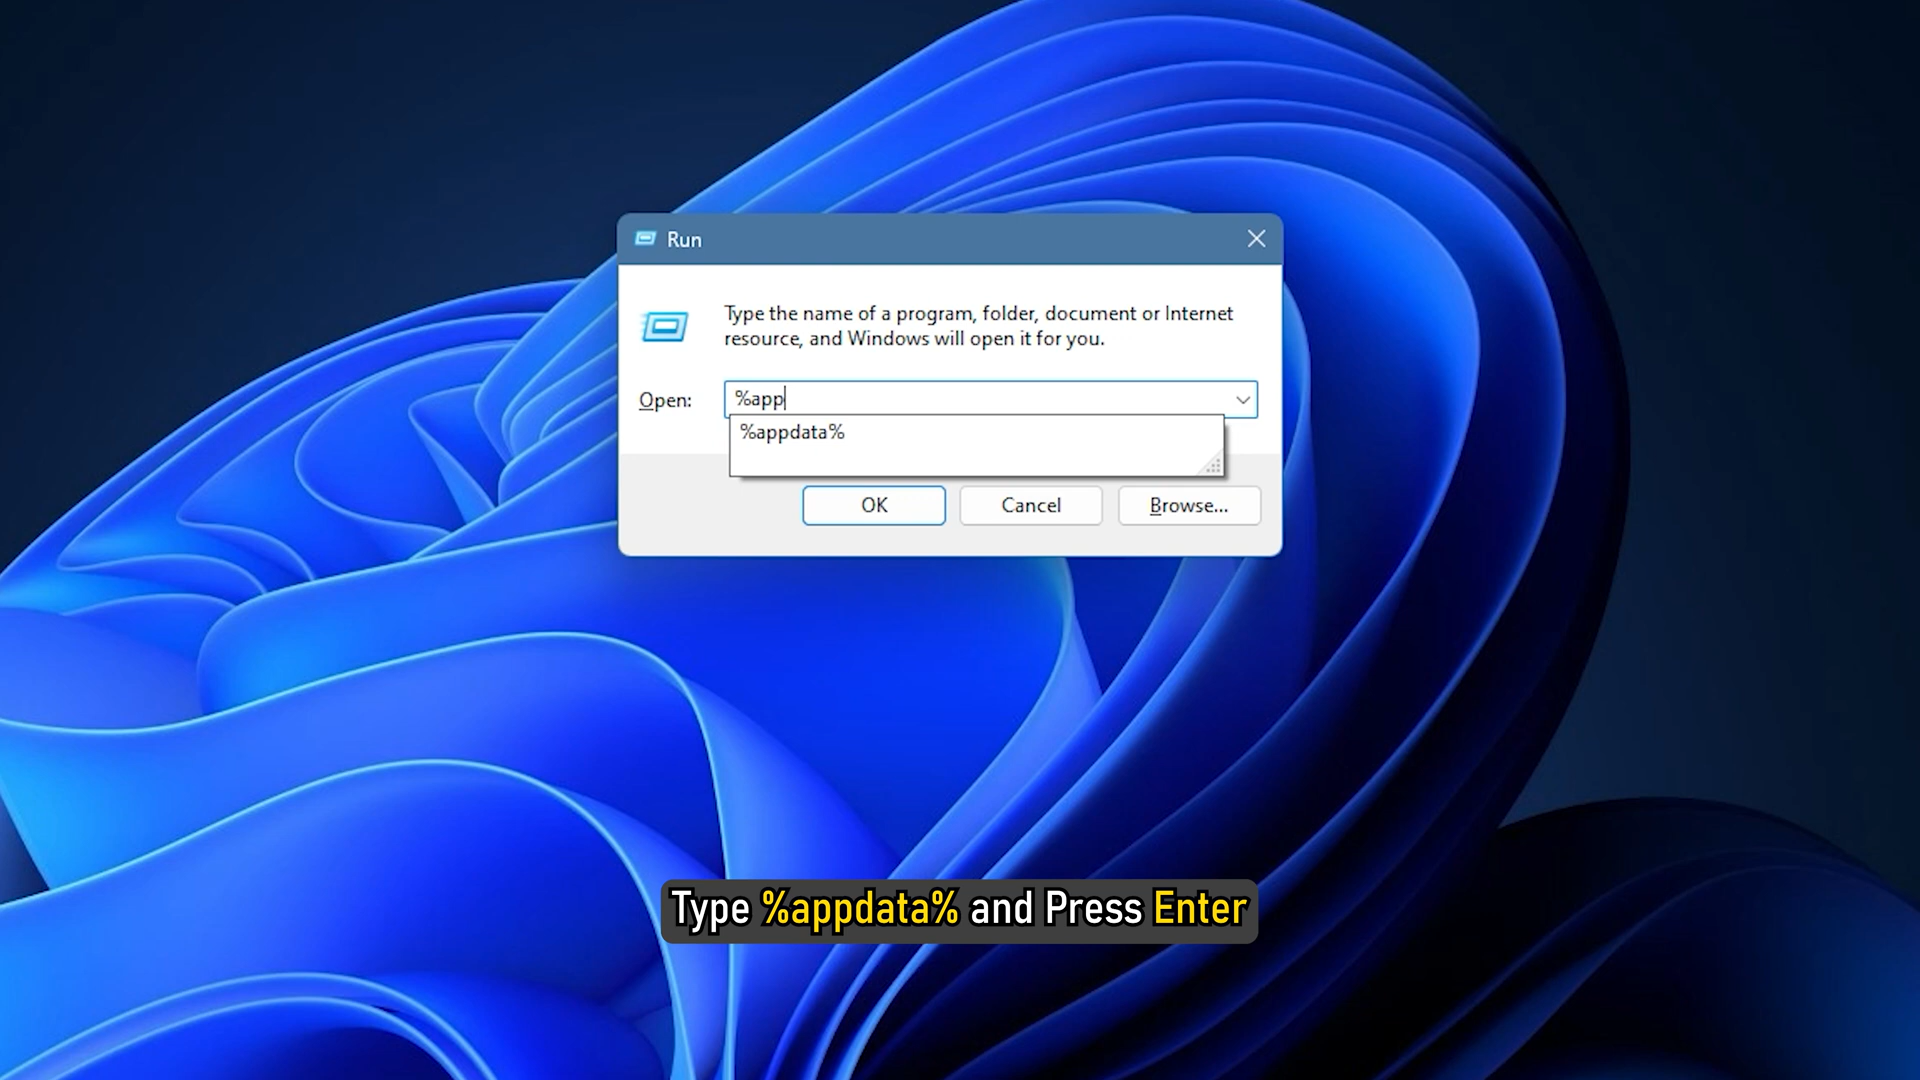 Run
Type the name of a program, folder, document or Internet
resource, and Windows will open it for you.
Open: %app
%appdata%
OK Cancel Browse...
Type %appdata% and Press Enter